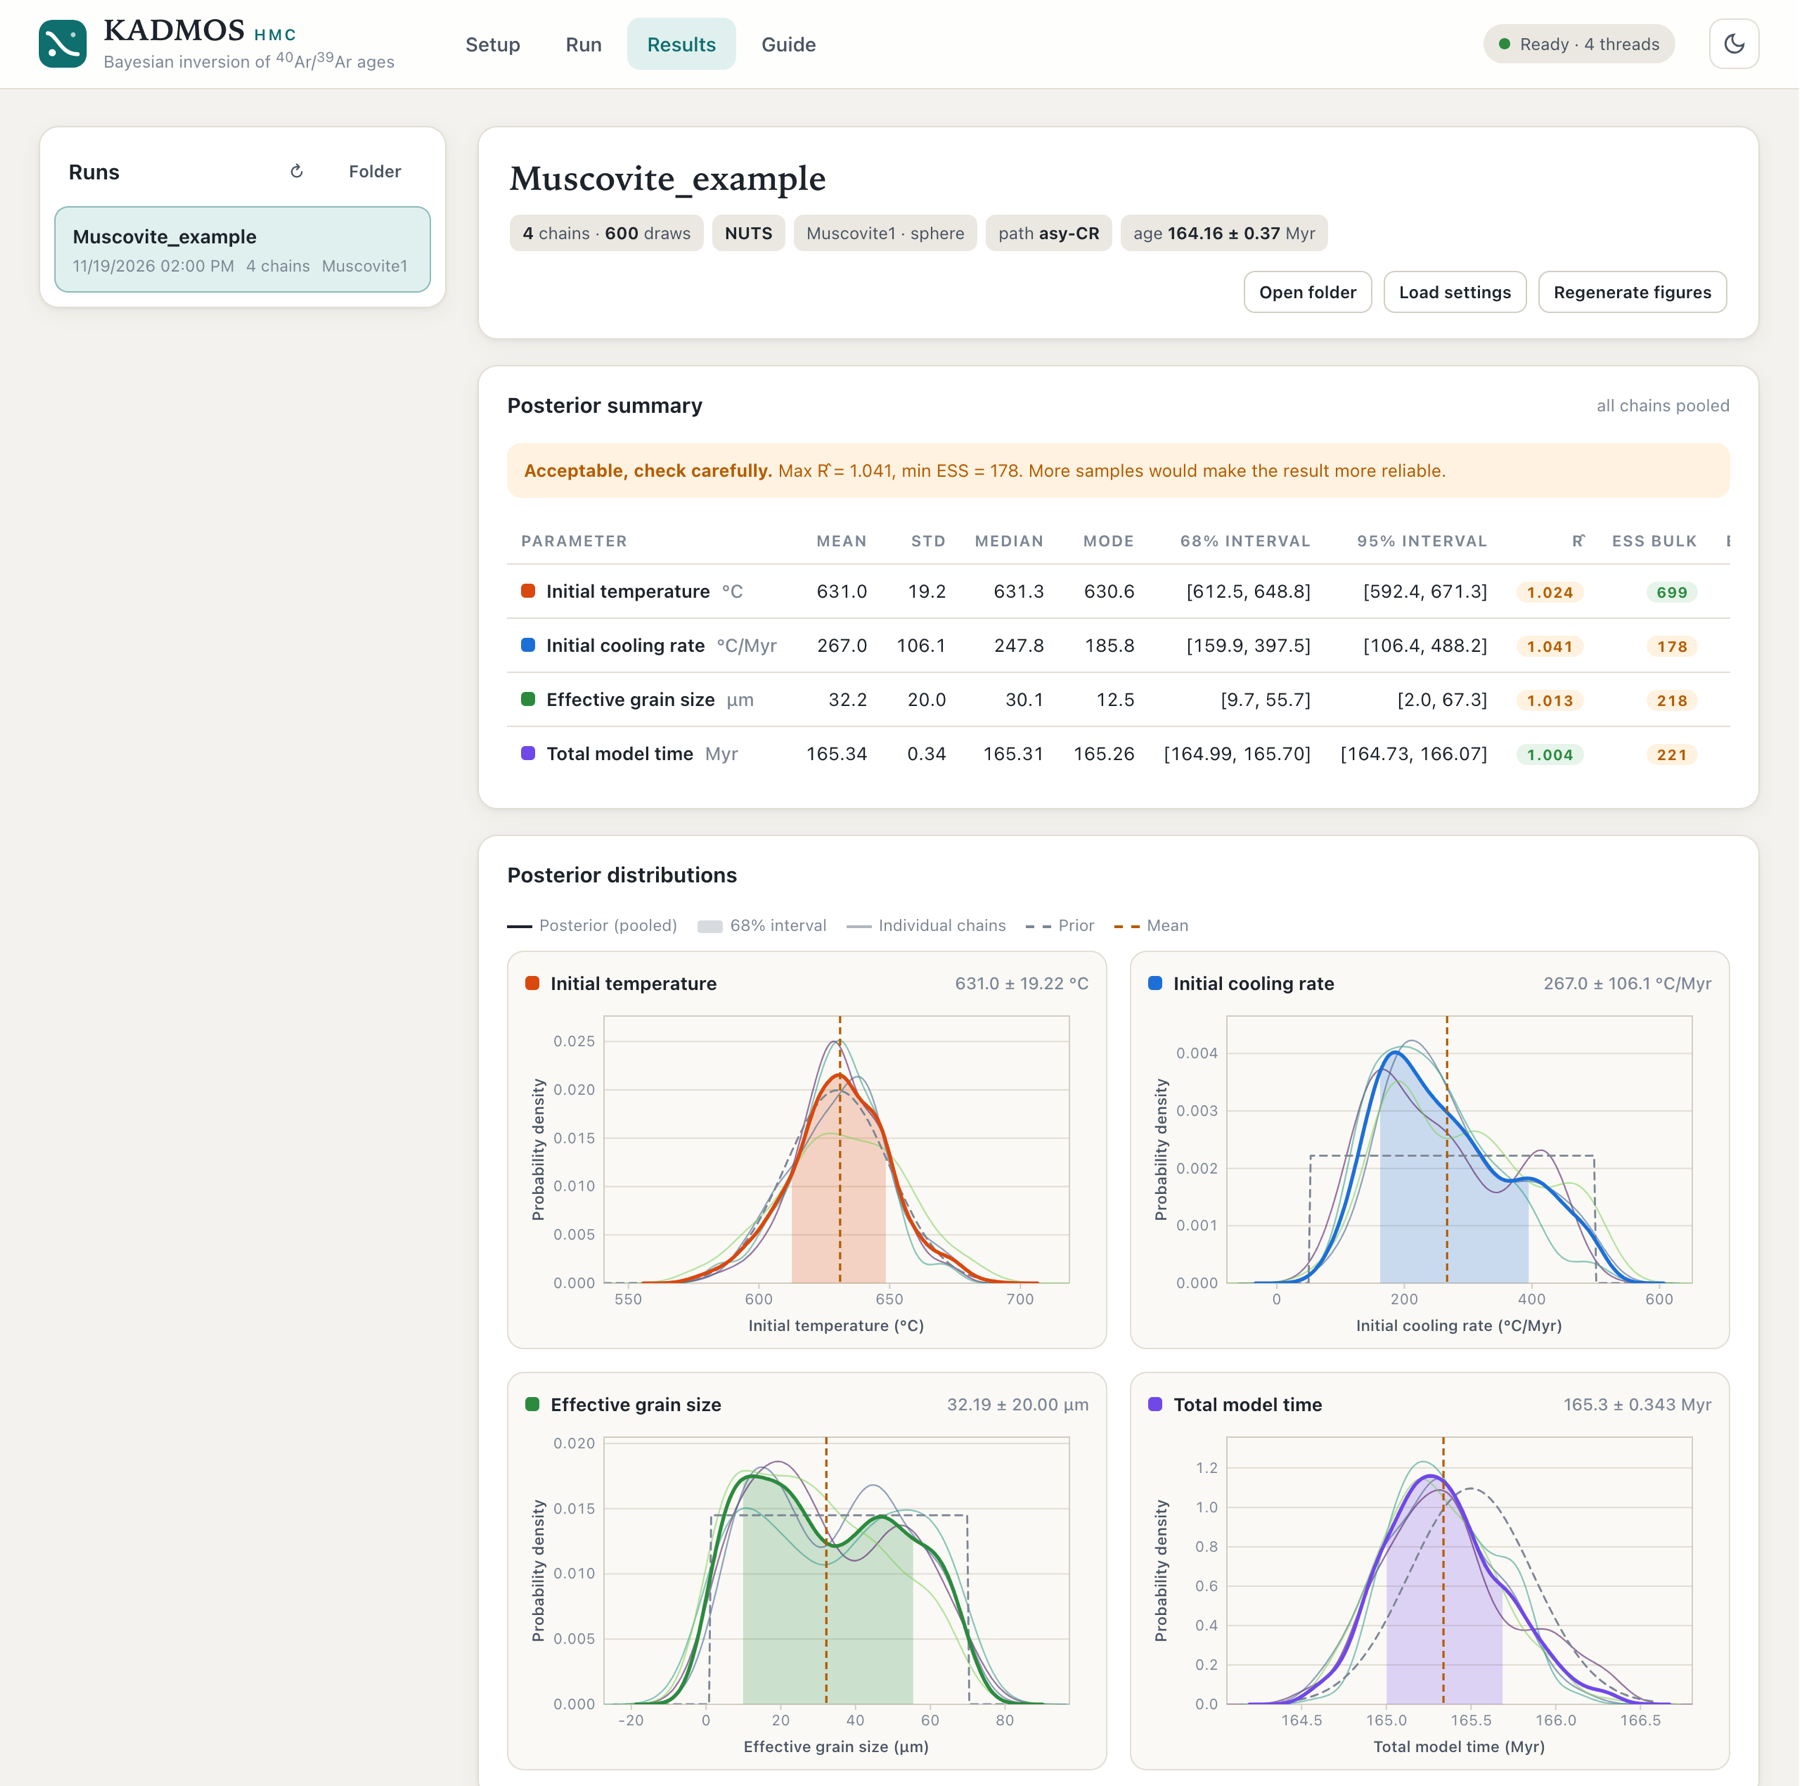 KADMOS HMC
Bayesian inversion of ⁴⁰Ar/³⁹Ar ages
Setup Run Results Guide
Ready · 4 threads
Runs ↻ Folder
Muscovite_example
11/19/2026 02:00 PM 4 chains Muscovite1
Muscovite_example
4 chains · 600 draws NUTS Muscovite1 · sphere path asy-CR age 164.16 ± 0.37 Myr
Open folder Load settings Regenerate figures
Posterior summary all chains pooled
Acceptable, check carefully. Max R̂ = 1.041, min ESS = 178. More samples would make the result more reliable.
PARAMETER MEAN STD MEDIAN MODE 68% INTERVAL 95% INTERVAL R̂ ESS BULK
Initial temperature °C 631.0 19.2 631.3 630.6 [612.5, 648.8] [592.4, 671.3] 1.024 699
Initial cooling rate °C/Myr 267.0 106.1 247.8 185.8 [159.9, 397.5] [106.4, 488.2] 1.041 178
Effective grain size µm 32.2 20.0 30.1 12.5 [9.7, 55.7] [2.0, 67.3] 1.013 218
Total model time Myr 165.34 0.34 165.31 165.26 [164.99, 165.70] [164.73, 166.07] 1.004 221
Posterior distributions
Posterior (pooled) 68% interval Individual chains Prior Mean
Initial temperature 631.0 ± 19.22 °C
Probability density
0.025
0.020
0.015
0.010
0.005
0.000
550 600 650 700
Initial temperature (°C)
Initial cooling rate 267.0 ± 106.1 °C/Myr
Probability density
0.004
0.003
0.002
0.001
0.000
0 200 400 600
Initial cooling rate (°C/Myr)
Effective grain size 32.19 ± 20.00 µm
Probability density
0.020
0.015
0.010
0.005
0.000
-20 0 20 40 60 80
Effective grain size (µm)
Total model time 165.3 ± 0.343 Myr
Probability density
1.2
1.0
0.8
0.6
0.4
0.2
0.0
164.5 165.0 165.5 166.0 166.5
Total model time (Myr)